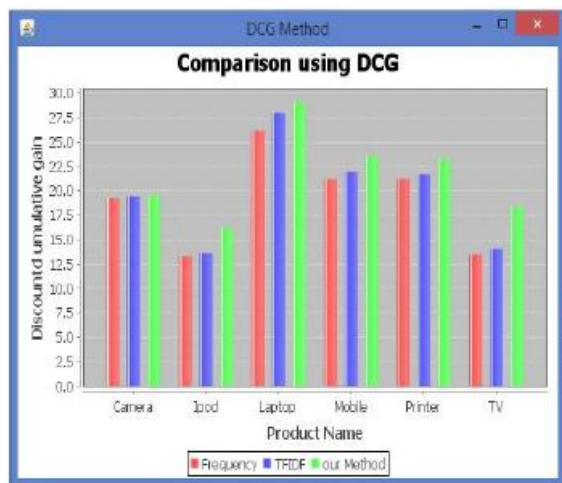 DCG Method
Comparison using DCG
30.0
27.5
25.0
22.5
20.0
17.5
15.0
12.5
10.0
7.5
5.0
2.5
0.0
Discountd umulative gain
Camera Ipod Laptop Mobile Printer TV
Product Name
Frequency TFIDF our Method